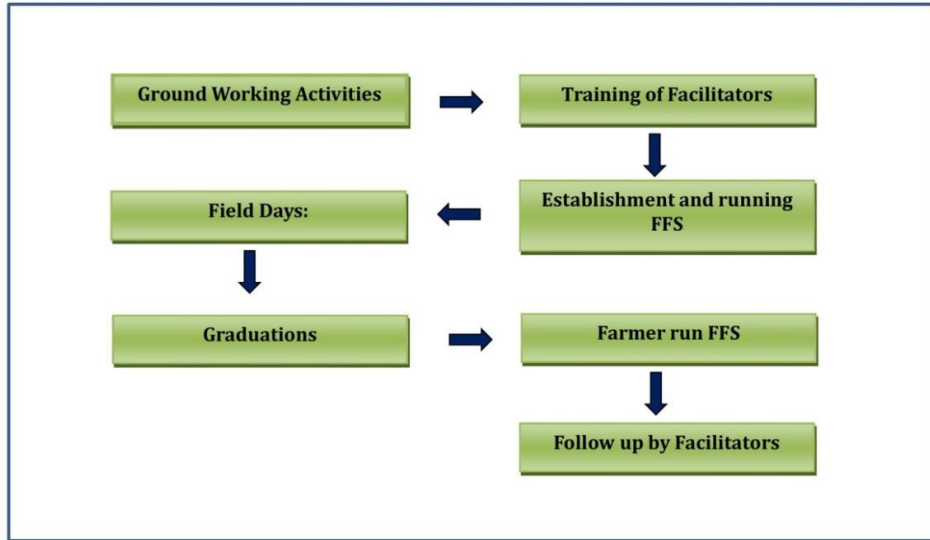 Ground Working Activities
Training of Facilitators
Establishment and running
FFS
Field Days:
Graduations
Farmer run FFS
Follow up by Facilitators